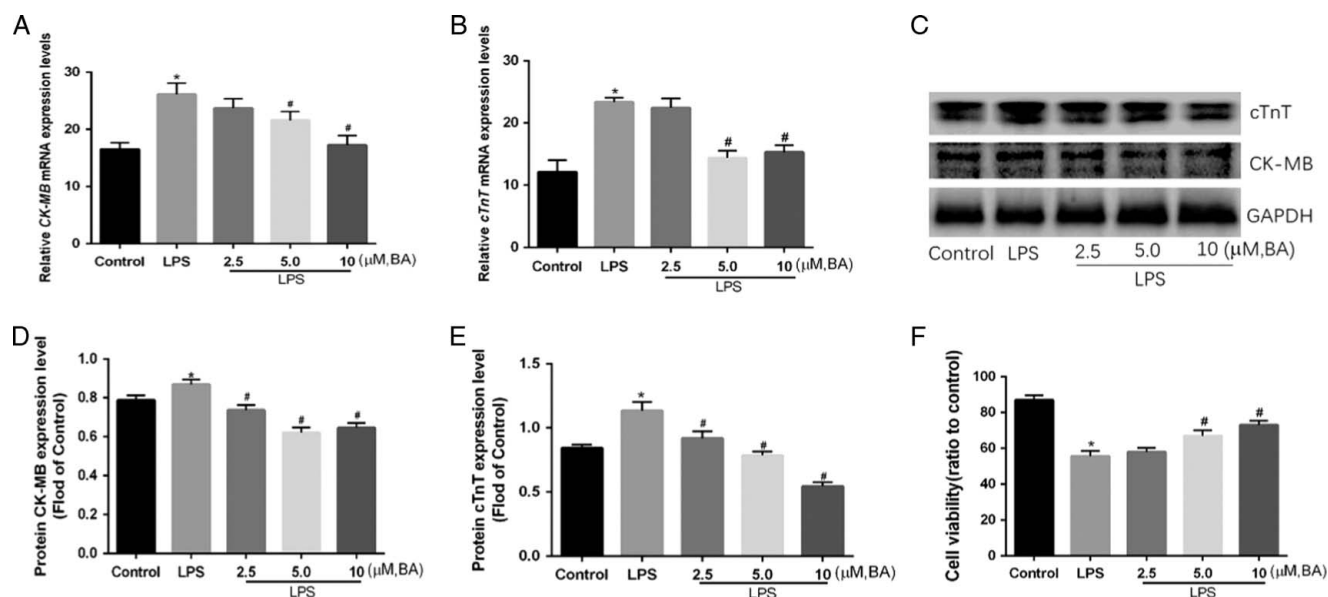 A
Relative CK-MB mRNA expression levels
30
20
10
0
*
#
#
Control LPS 2.5 5.0 10 (μM,BA)
LPS
B
Relative cTnT mRNA expression levels
30
20
10
0
*
#
#
Control LPS 2.5 5.0 10 (μM,BA)
LPS
C
cTnT
CK-MB
GAPDH
Control LPS 2.5 5.0 10 (μM,BA)
LPS
D
Protein CK-MB expression level
(Flod of Control)
1.0
0.8
0.6
0.4
0.2
0.0
*
#
#
#
Control LPS 2.5 5.0 10 (μM,BA)
LPS
E
Protein cTnT expression level
(Flod of Control)
1.5
1.0
0.5
0.0
*
#
#
#
Control LPS 2.5 5.0 10 (μM,BA)
LPS
F
Cell viability(ratio to control)
100
80
60
40
20
0
*
#
#
Control LPS 2.5 5.0 10 (μM,BA)
LPS